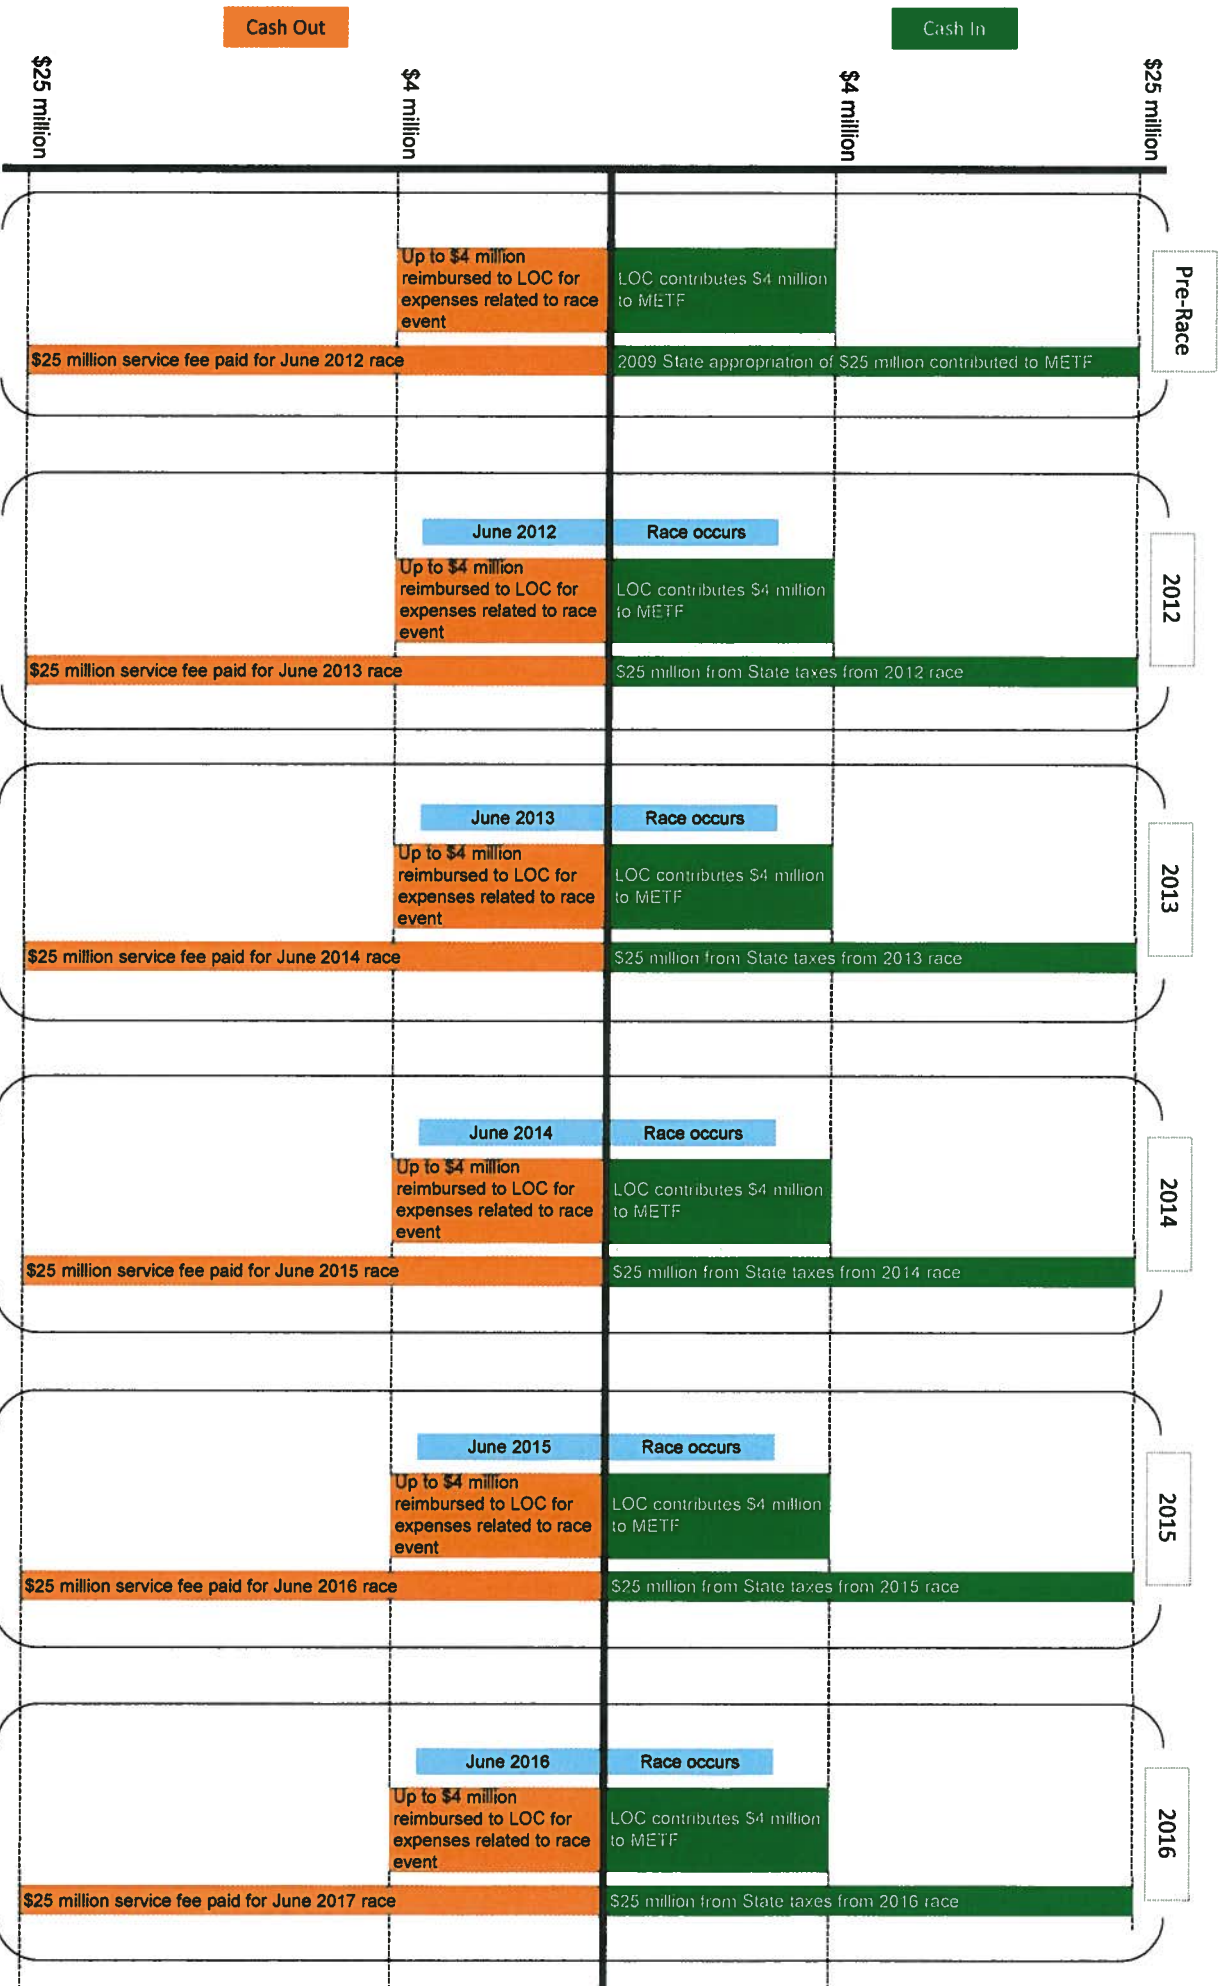 Cash Out
Cash In
$25 million
$4 million
$4 million
$25 million
Pre-Race
Up to $4 million
reimbursed to LOC for
expenses related to race
event
LOC contributes $4 million
to METF
$25 million service fee paid for June 2012 race
2009 State appropriation of $25 million contributed to METF
2012
June 2012
Race occurs
Up to $4 million
reimbursed to LOC for
expenses related to race
event
LOC contributes $4 million
to METF
$25 million service fee paid for June 2013 race
$25 million from State taxes from 2012 race
2013
June 2013
Race occurs
Up to $4 million
reimbursed to LOC for
expenses related to race
event
LOC contributes $4 million
to METF
$25 million service fee paid for June 2014 race
$25 million from State taxes from 2013 race
2014
June 2014
Race occurs
Up to $4 million
reimbursed to LOC for
expenses related to race
event
LOC contributes $4 million
to METF
$25 million service fee paid for June 2015 race
$25 million from State taxes from 2014 race
2015
June 2015
Race occurs
Up to $4 million
reimbursed to LOC for
expenses related to race
event
LOC contributes $4 million
to METF
$25 million service fee paid for June 2016 race
$25 million from State taxes from 2015 race
2016
June 2016
Race occurs
Up to $4 million
reimbursed to LOC for
expenses related to race
event
LOC contributes $4 million
to METF
$25 million service fee paid for June 2017 race
$25 million from State taxes from 2016 race